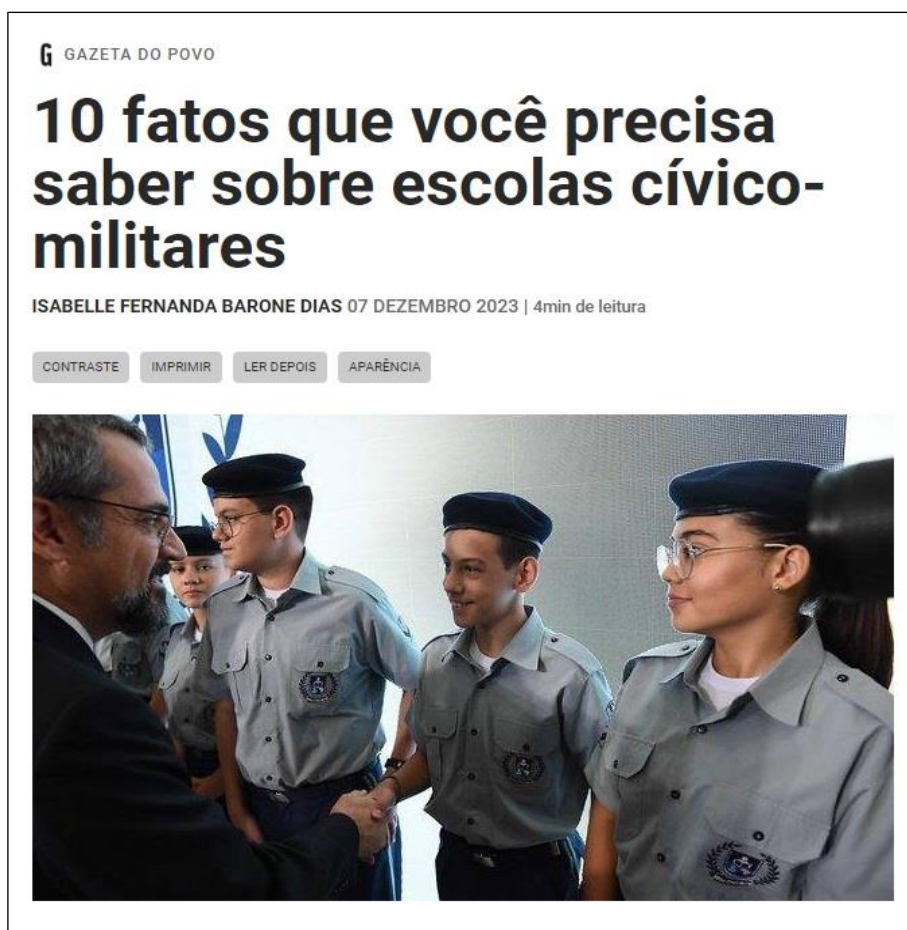 G GAZETA DO POVO
10 fatos que você precisa
saber sobre escolas cívico-
militares
ISABELLE FERNANDA BARONE DIAS 07 DEZEMBRO 2023 | 4min de leitura
CONTRASTE IMPRIMIR LER DEPOIS APARÊNCIA